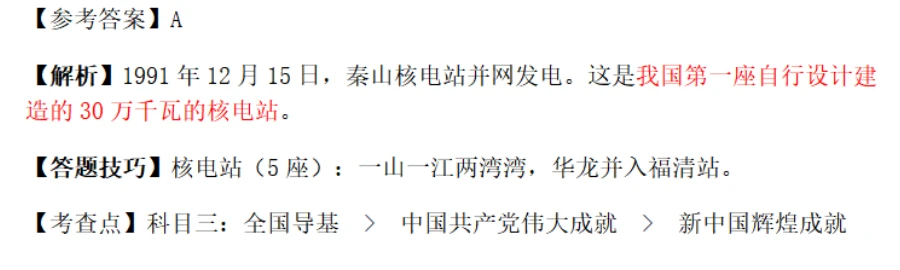 【参考答案】A
【解析】1991 年 12 月 15 日，秦山核电站并网发电。这是我国第一座自行设计建
造的 30 万千瓦的核电站。
【答题技巧】核电站（5 座）：一山一江两湾湾，华龙并入福清站。
【考查点】科目三：全国导基 > 中国共产党伟大成就 > 新中国辉煌成就